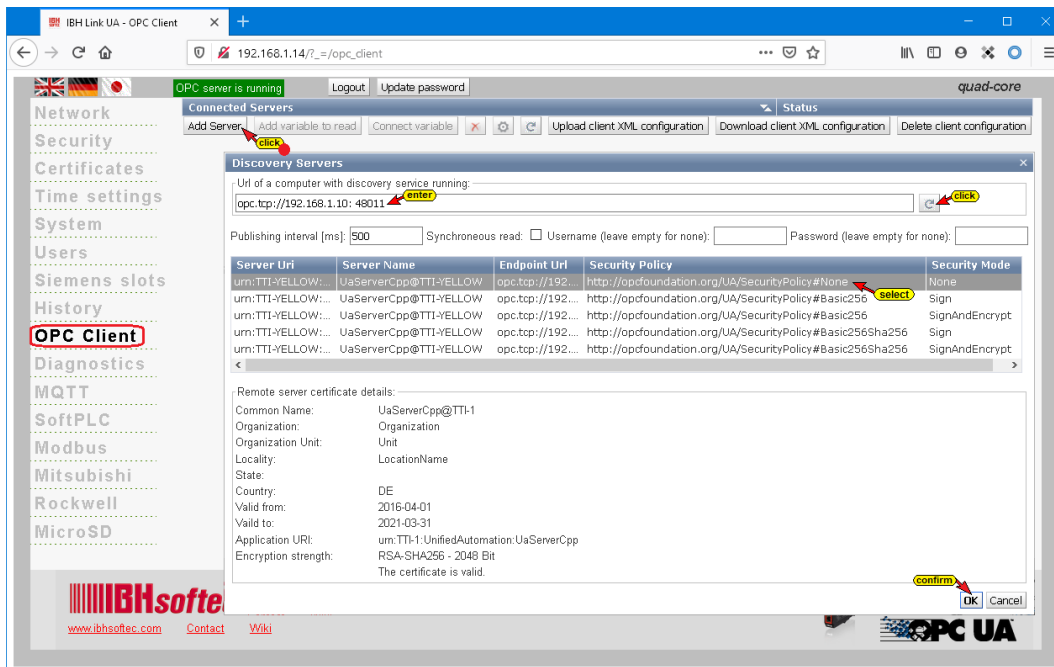 IBH Link UA - OPC Client
192.168.1.14/?_=/opc_client
OPC server is running Logout Update password quad-core
Network
Security
Certificates
Time settings
System
Users
Siemens slots
History
OPC Client
Diagnostics
MQTT
SoftPLC
Modbus
Mitsubishi
Rockwell
MicroSD
Connected Servers Status
Add Server Add variable to read Connect variable Upload client XML configuration Download client XML configuration Delete client configuration
click
Discovery Servers
Url of a computer with discovery service running:
opc.tcp://192.168.1.10: 48011 enter click
Publishing interval [ms]: 500 Synchroneous read: Username (leave empty for none): Password (leave empty for none):
Server Uri Server Name Endpoint Url Security Policy Security Mode
urn:TTI-YELLOW:... UaServerCpp@TTI-YELLOW opc.tcp://192.... http://opcfoundation.org/UA/SecurityPolicy#None None
select
urn:TTI-YELLOW:... UaServerCpp@TTI-YELLOW opc.tcp://192.... http://opcfoundation.org/UA/SecurityPolicy#Basic256 Sign
urn:TTI-YELLOW:... UaServerCpp@TTI-YELLOW opc.tcp://192.... http://opcfoundation.org/UA/SecurityPolicy#Basic256 SignAndEncrypt
urn:TTI-YELLOW:... UaServerCpp@TTI-YELLOW opc.tcp://192.... http://opcfoundation.org/UA/SecurityPolicy#Basic256Sha256 Sign
urn:TTI-YELLOW:... UaServerCpp@TTI-YELLOW opc.tcp://192.... http://opcfoundation.org/UA/SecurityPolicy#Basic256Sha256 SignAndEncrypt
Remote server certificate details:
Common Name: UaServerCpp@TTI-1
Organization: Organization
Organization Unit: Unit
Locality: LocationName
State:
Country: DE
Valid from: 2016-04-01
Vaild to: 2021-03-31
Application URI: urn:TTI-1:UnifiedAutomation:UaServerCpp
Encryption strength: RSA-SHA256 - 2048 Bit
The certificate is valid.
confirm
OK Cancel
IBHsofte
www.ibhsoftec.com Contact Wiki
OPC UA